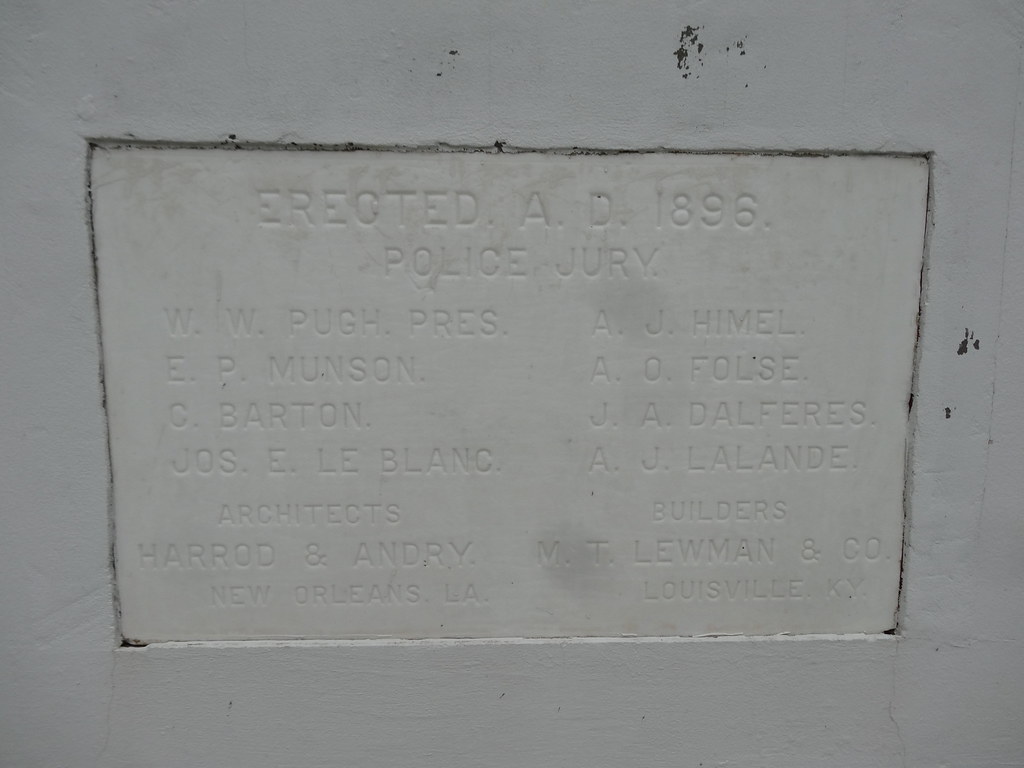 ERECTED. A. D. 1896.
POLICE JURY.
W. W. PUGH. PRES. A. J. HIMEL.
E. P. MUNSON. A. O. FOLSE.
C. BARTON. J. A. DALFERES.
JOS. E. LE BLANC. A. J. LALANDE.
ARCHITECTS BUILDERS
HARROD & ANDRY. M. T. LEWMAN & CO.
NEW ORLEANS. LA. LOUISVILLE. KY.